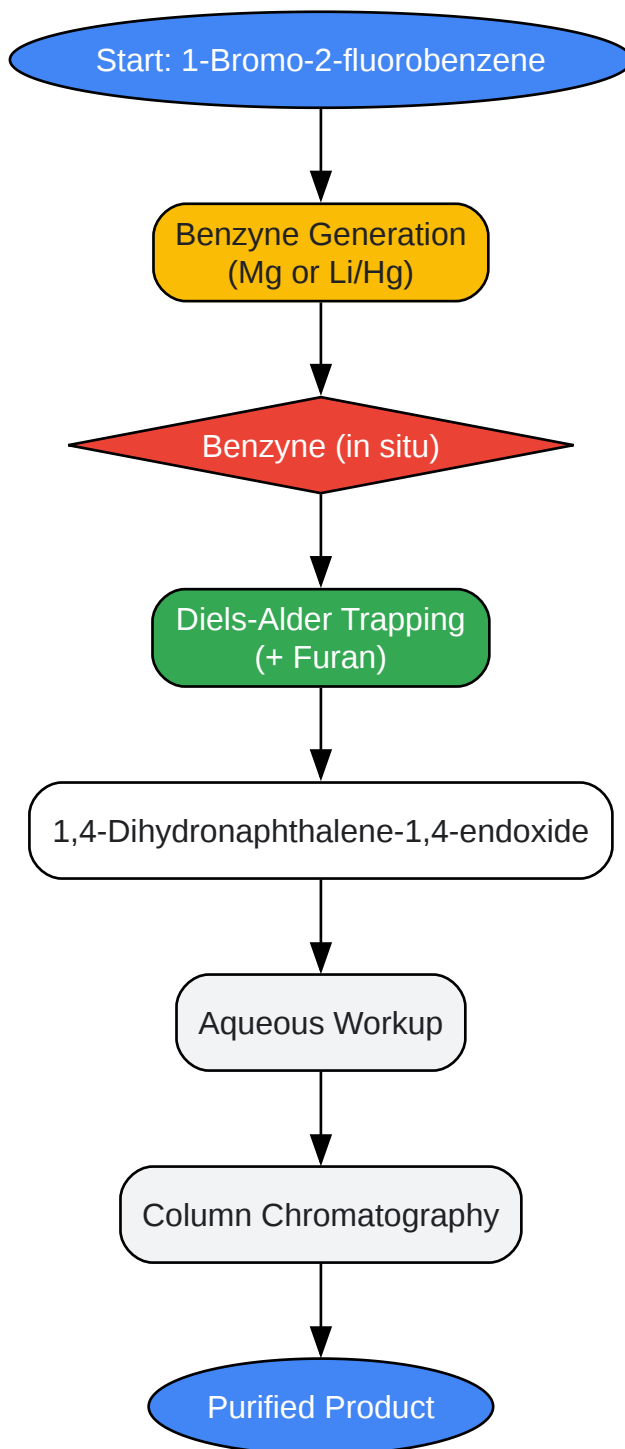 Start: 1-Bromo-2-fluorobenzene
Benzyne Generation
(Mg or Li/Hg)
Benzyne (in situ)
Diels-Alder Trapping
(+ Furan)
1,4-Dihydronaphthalene-1,4-endoxide
Aqueous Workup
Column Chromatography
Purified Product